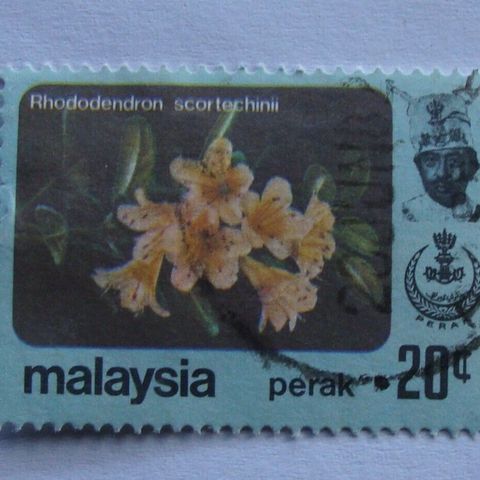 Rhododendron scortechinii
PERAK
malaysia
perak
20¢